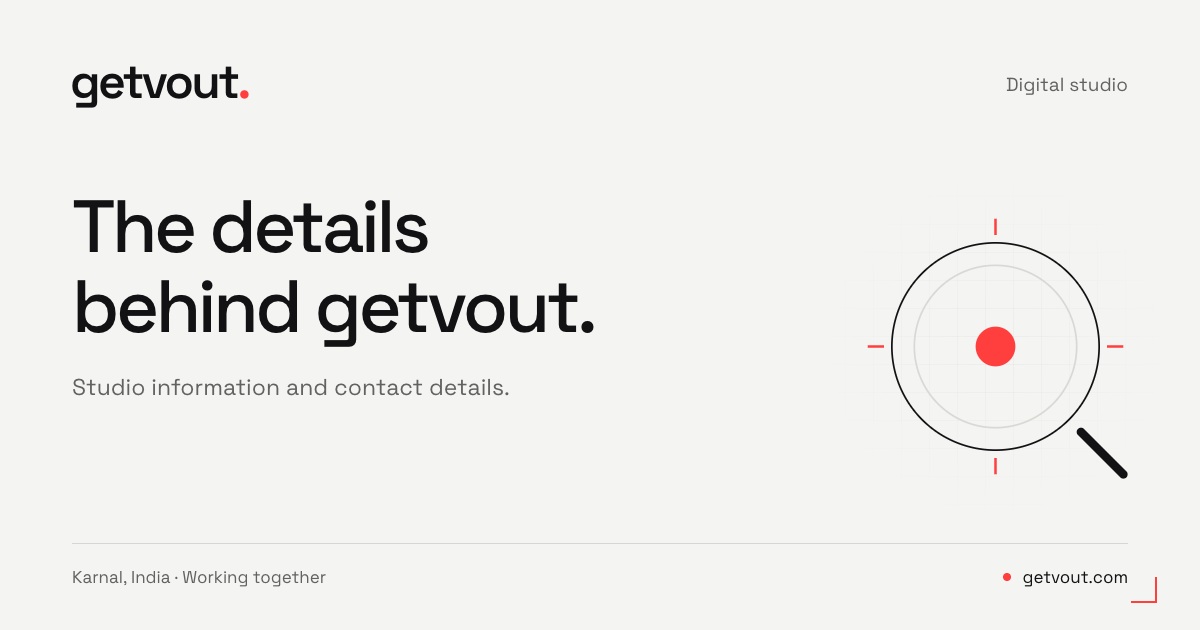 getvout.
Digital studio
The details
behind getvout.
Studio information and contact details.
Karnal, India · Working together
getvout.com